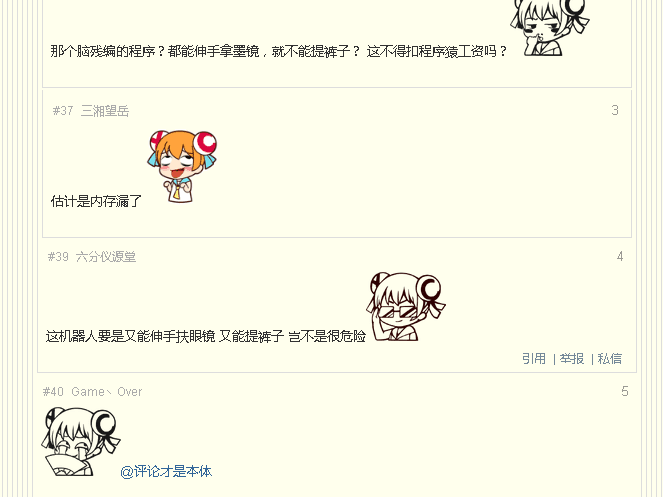 那个脑残编的程序？都能伸手拿墨镜，就不能提裤子？ 这不得扣程序猿工资吗？
#37 三湘望岳 3
估计是内存漏了
#39 六分仪源堂 4
这机器人要是又能伸手扶眼镜 又能提裤子 岂不是很危险
引用 | 举报 | 私信
#40 Game丶Over 5
@评论才是本体